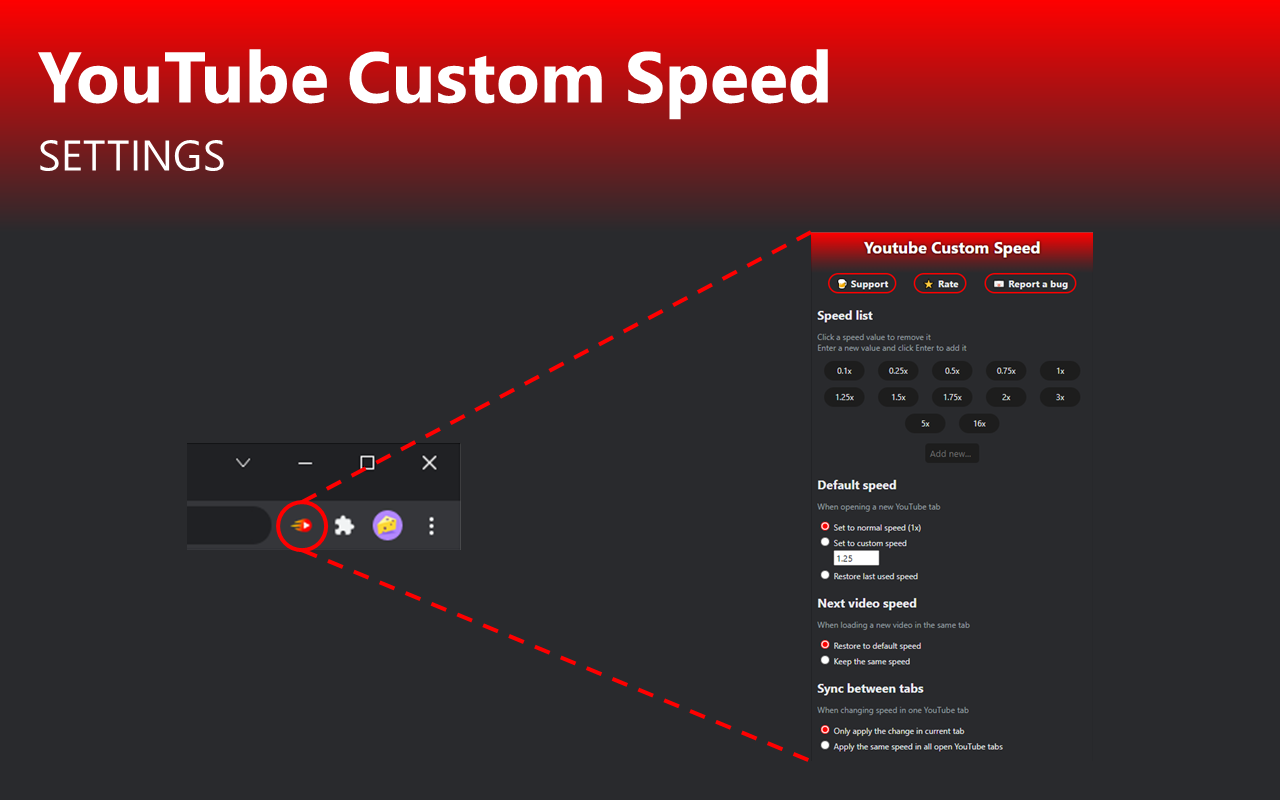 YouTube Custom Speed
SETTINGS
Youtube Custom Speed
Support Rate Report a bug
Speed list
Click a speed value to remove it
Enter a new value and click Enter to add it
0.1x 0.25x 0.5x 0.75x 1x
1.25x 1.5x 1.75x 2x 3x
5x 16x
Add new...
Default speed
When opening a new YouTube tab
Set to normal speed (1x)
Set to custom speed
1.25
Restore last used speed
Next video speed
When loading a new video in the same tab
Restore to default speed
Keep the same speed
Sync between tabs
When changing speed in one YouTube tab
Only apply the change in current tab
Apply the same speed in all open YouTube tabs